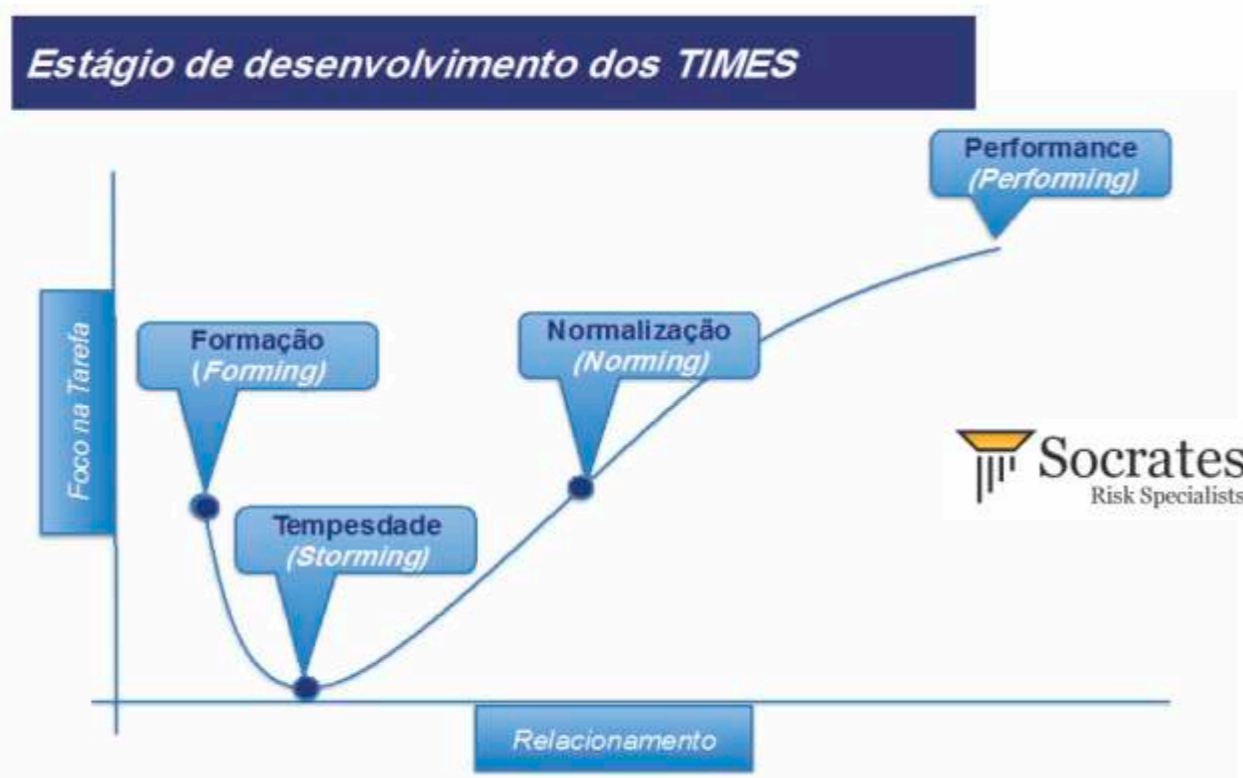 Estágio de desenvolvimento dos TIMES
Performance
(Performing)
Formação
(Forming)
Normalização
(Norming)
Foco na Tarefa
Tempesdade
(Storming)
Socrates
Risk Specialists
Relacionamento